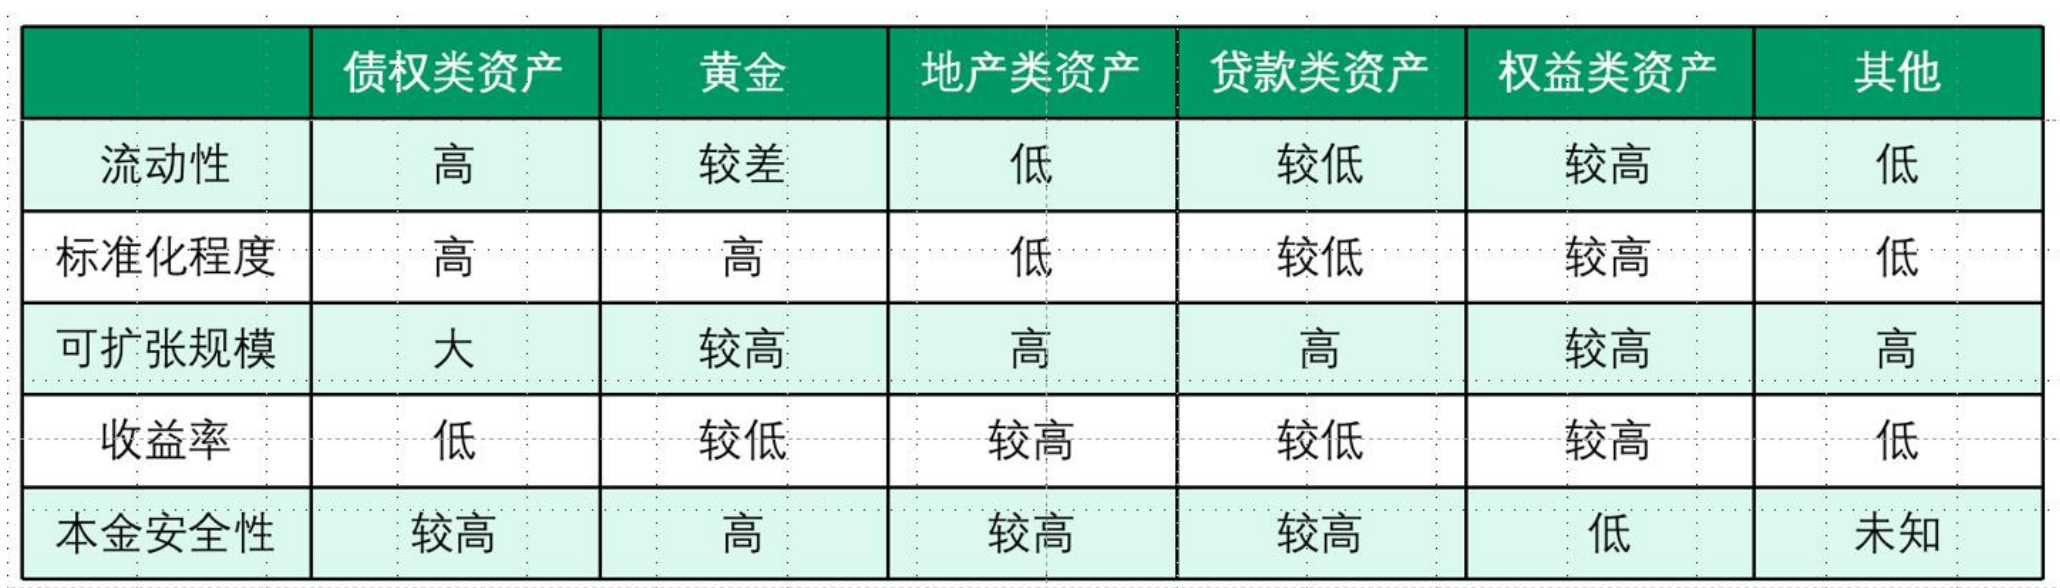 债权类资产 黄金 地产类资产 贷款类资产 权益类资产 其他
流动性 高 较差 低 较低 较高 低
标准化程度 高 高 低 较低 较高 低
可扩张规模 大 较高 高 高 较高 高
收益率 低 较低 较高 较低 较高 低
本金安全性 较高 高 较高 较高 低 未知